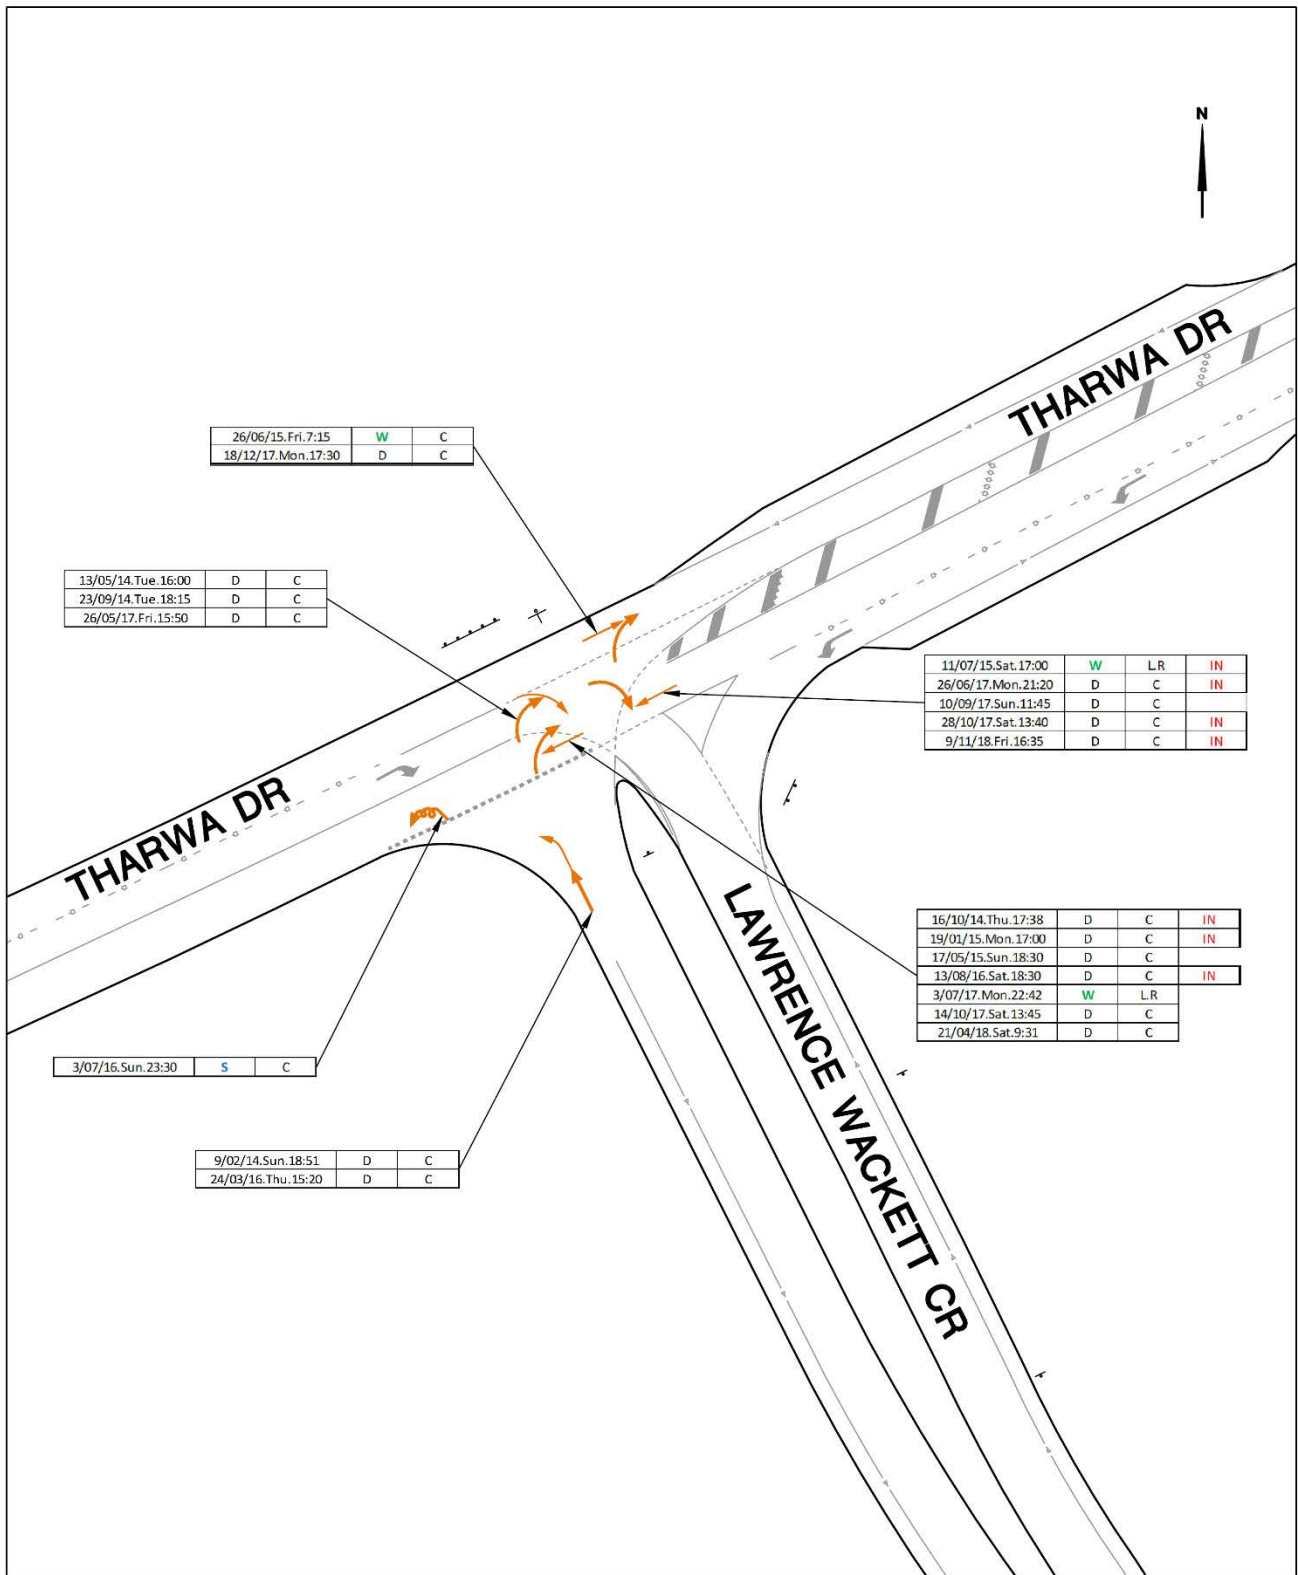 N
THARWA DR
26/06/15.Fri.7:15 W C
18/12/17.Mon.17:30 D C
13/05/14.Tue.16:00 D C
23/09/14.Tue.18:15 D C
26/05/17.Fri.15:50 D C
11/07/15.Sat.17:00 W L.R IN
26/06/17.Mon.21:20 D C IN
10/09/17.Sun.11:45 D C
28/10/17.Sat.13:40 D C IN
9/11/18.Fri.16:35 D C IN
THARWA DR
LAWRENCE WACKETT CR
16/10/14.Thu.17:38 D C IN
19/01/15.Mon.17:00 D C IN
17/05/15.Sun.18:30 D C
13/08/16.Sat.18:30 D C IN
3/07/17.Mon.22:42 W L.R
14/10/17.Sat.13:45 D C
21/04/18.Sat.9:31 D C
3/07/16.Sun.23:30 S C
9/02/14.Sun.18:51 D C
24/03/16.Thu.15:20 D C